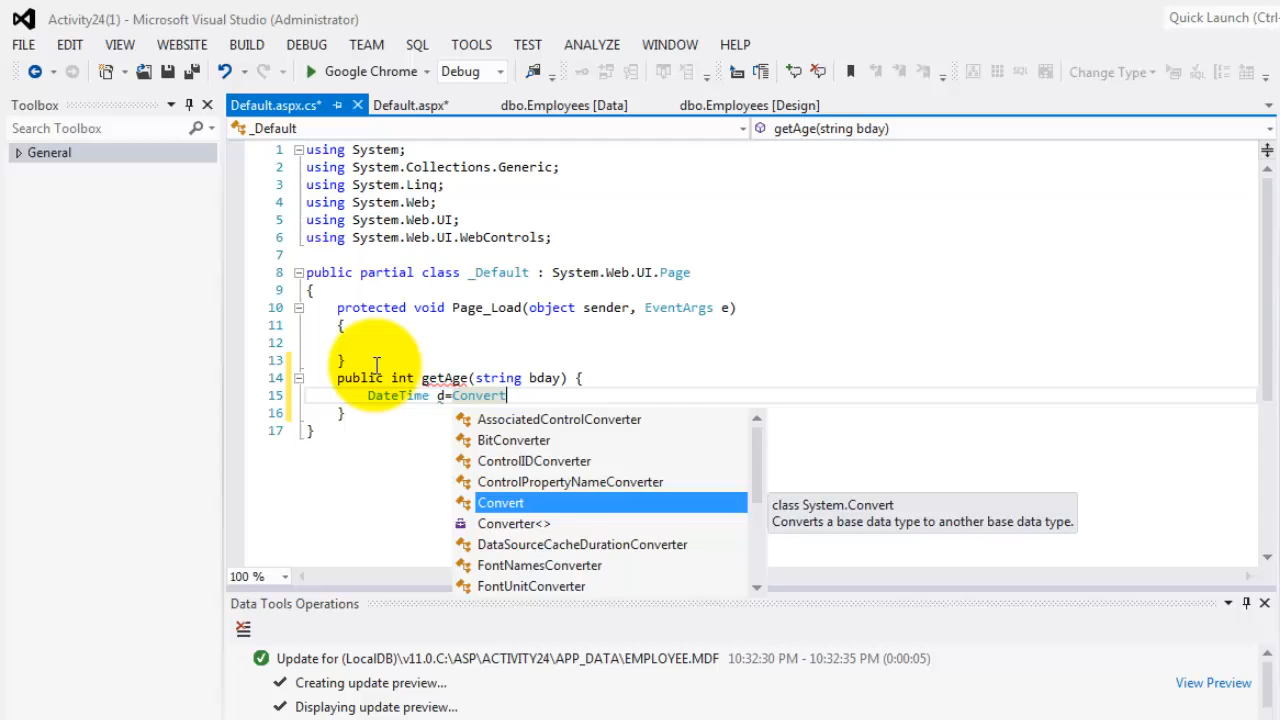 Activity24(1) - Microsoft Visual Studio (Administrator)
Quick Launch (Ctrl-
FILE EDIT VIEW WEBSITE BUILD DEBUG TEAM SQL TOOLS TEST ANALYZE WINDOW HELP
Google Chrome Debug Change Type
Toolbox
Default.aspx.cs* Default.aspx* dbo.Employees [Data] dbo.Employees [Design]
Search Toolbox
_Default getAge(string bday)
General
1 using System;
2 using System.Collections.Generic;
3 using System.Linq;
4 using System.Web;
5 using System.Web.UI;
6 using System.Web.UI.WebControls;
7
8 public partial class _Default : System.Web.UI.Page
9 {
10 protected void Page_Load(object sender, EventArgs e)
11 {
12
13 }
14 public int getAge(string bday) {
15 DateTime d=Convert
16 }
17 }
AssociatedControlConverter
BitConverter
ControlIDConverter
ControlPropertyNameConverter
Convert
Converter<>
DataSourceCacheDurationConverter
FontNamesConverter
FontUnitConverter
class System.Convert
Converts a base data type to another base data type.
100 %
Data Tools Operations
Update for (LocalDB)\v11.0.C:\ASP\ACTIVITY24\APP_DATA\EMPLOYEE.MDF 10:32:30 PM - 10:32:35 PM (0:00:05)
Creating update preview... View Preview
Displaying update preview...